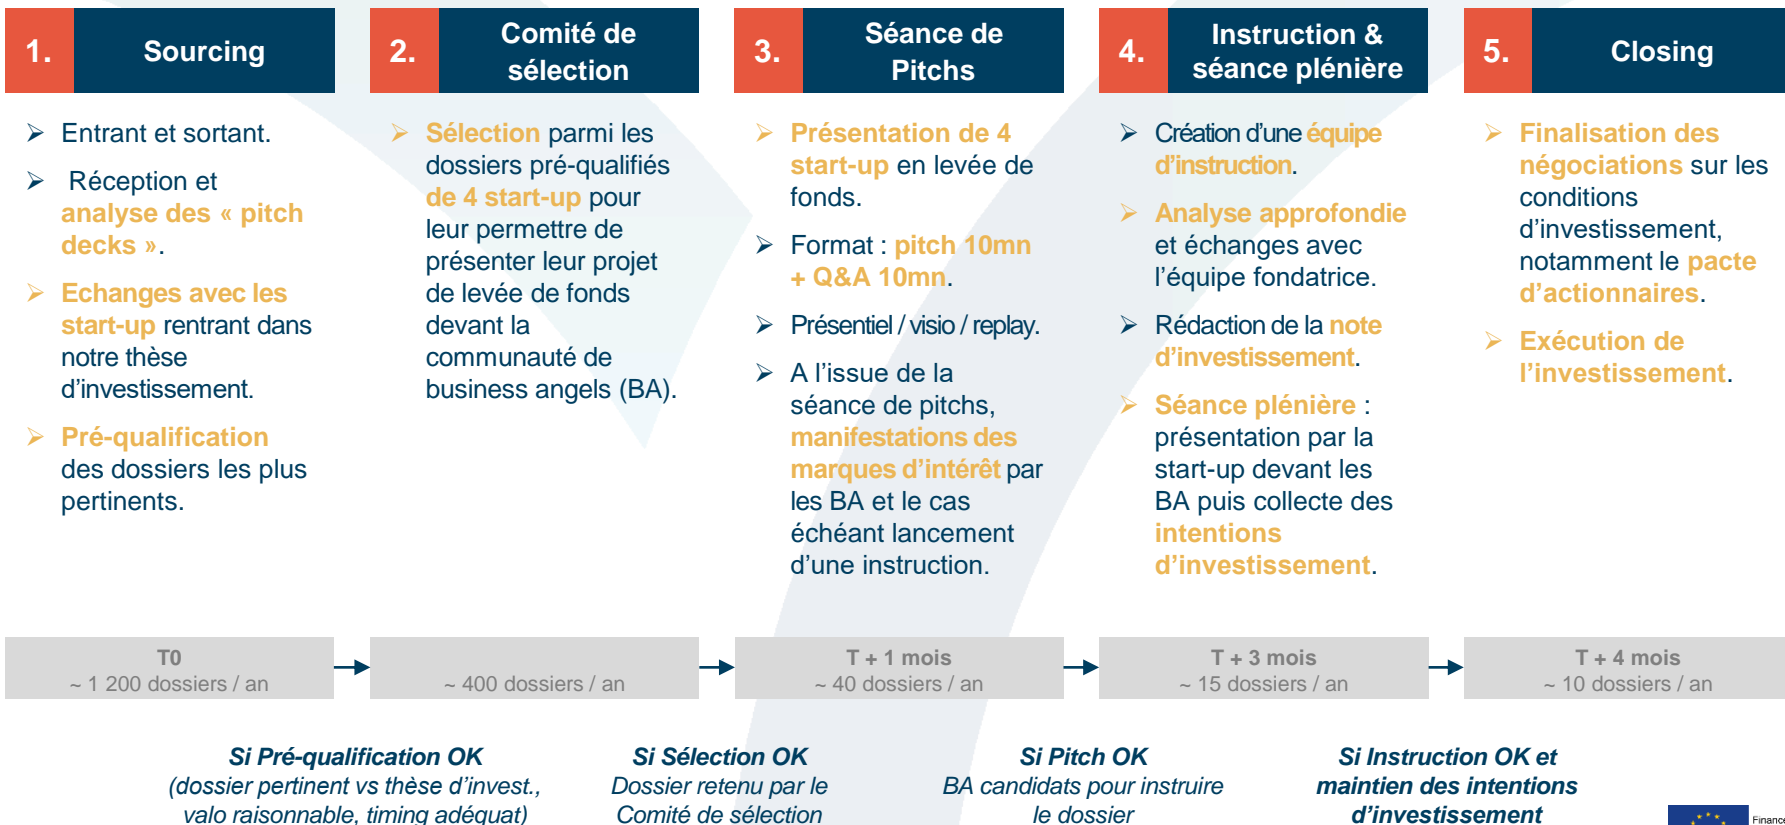 1.
Sourcing
➢ Entrant et sortant.
➢ Réception et
analyse des « pitch
decks ».
➢ Echanges avec les
start-up rentrant dans
notre thèse
d'investissement.
➢ Pré-qualification
des dossiers les plus
pertinents.
2.
Comité de
sélection
➢ Sélection parmi les
dossiers pré-qualifiés
de 4 start-up pour
leur permettre de
présenter leur projet
de levée de fonds
devant la
communauté de
business angels (BA).
3.
Séance de
Pitchs
➢ Présentation de 4
start-up en levée de
fonds.
➢ Format : pitch 10mn
+ Q&A 10mn.
➢ Présentiel / visio / replay.
➢ A l'issue de la
séance de pitchs,
manifestations des
marques d'intérêt par
les BA et le cas
échéant lancement
d'une instruction.
4.
Instruction &
séance plénière
➢ Création d'une équipe
d'instruction.
➢ Analyse approfondie
et échanges avec
l'équipe fondatrice.
➢ Rédaction de la note
d'investissement.
➢ Séance plénière :
présentation par la
start-up devant les
BA puis collecte des
intentions
d'investissement.
5.
Closing
➢ Finalisation des
négociations sur les
conditions
d'investissement,
notamment le pacte
d'actionnaires.
➢ Exécution de
l'investissement.
T0
~ 1 200 dossiers / an
~ 400 dossiers / an
T + 1 mois
~ 40 dossiers / an
T + 3 mois
~ 15 dossiers / an
T + 4 mois
~ 10 dossiers / an
Si Pré-qualification OK
(dossier pertinent vs thèse d'invest.,
valo raisonnable, timing adéquat)
Si Sélection OK
Dossier retenu par le
Comité de sélection
Si Pitch OK
BA candidats pour instruire
le dossier
Si Instruction OK et
maintien des intentions
d'investissement
Finance